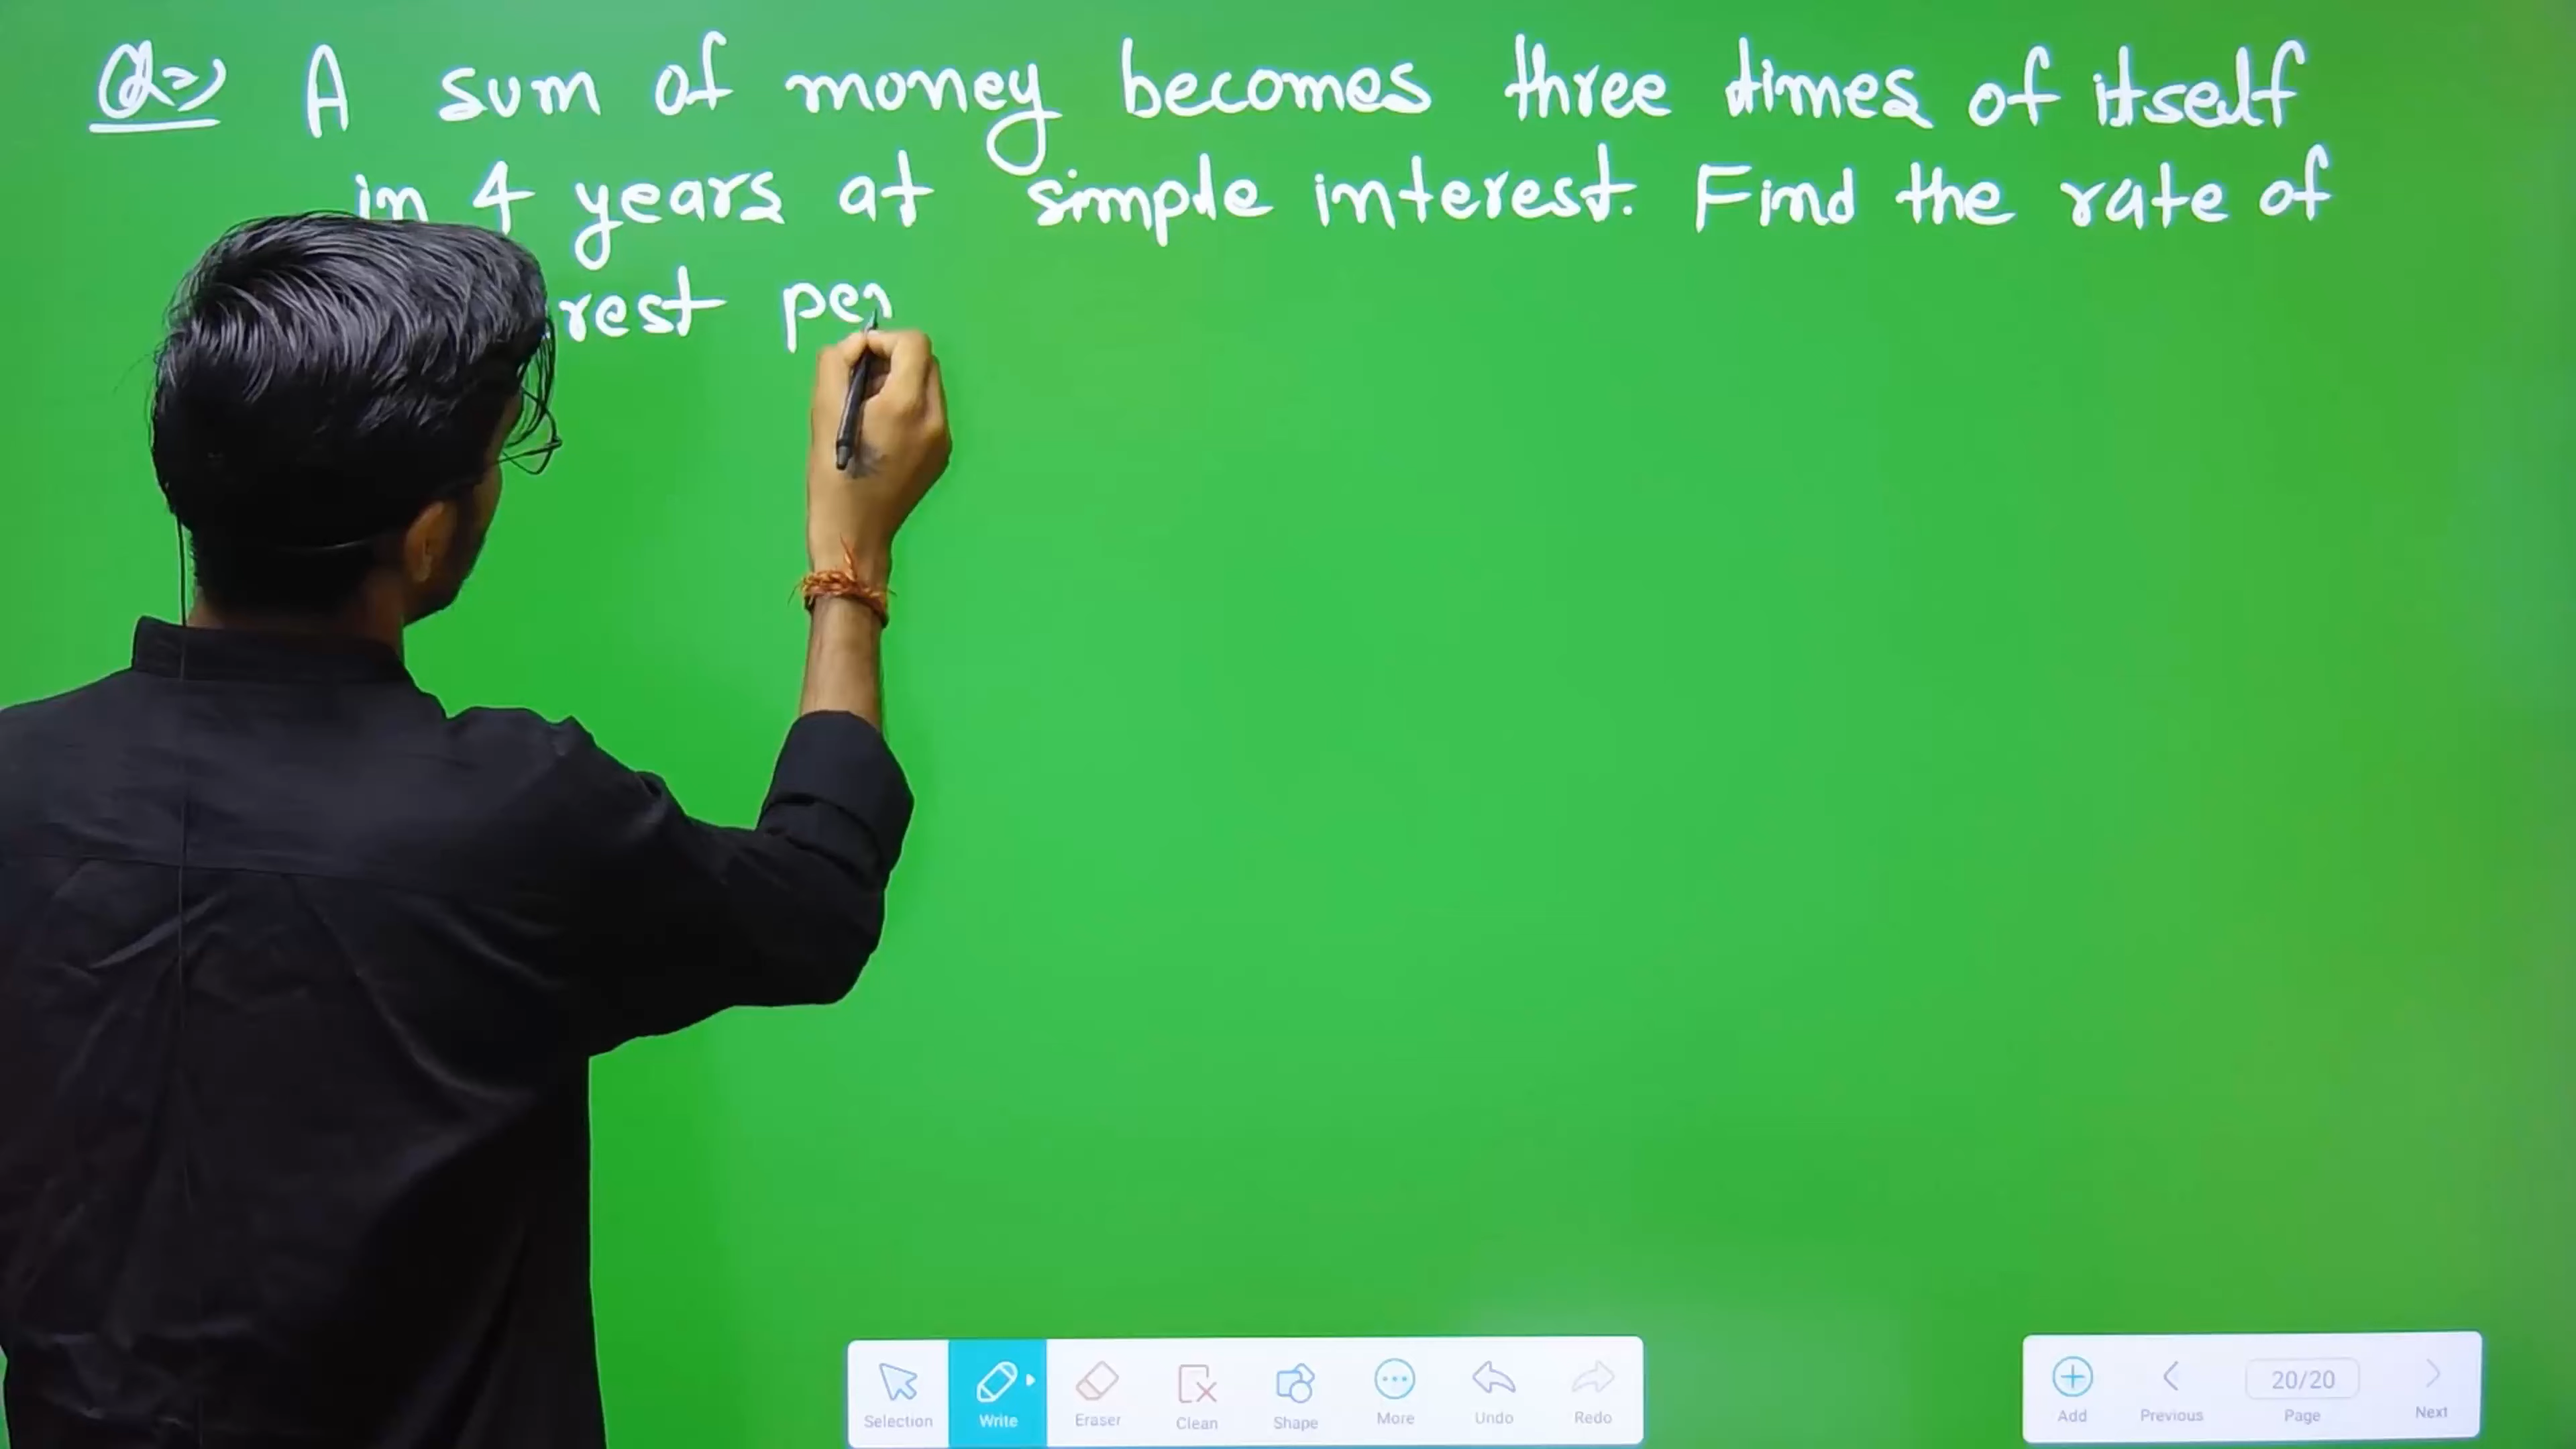 Q=) A sum of money becomes three times of itself
in 4 years at simple interest. Find the rate of
rest per
Selection Write Eraser Clean Shape More Undo Redo
Add Previous 20/20 Page Next